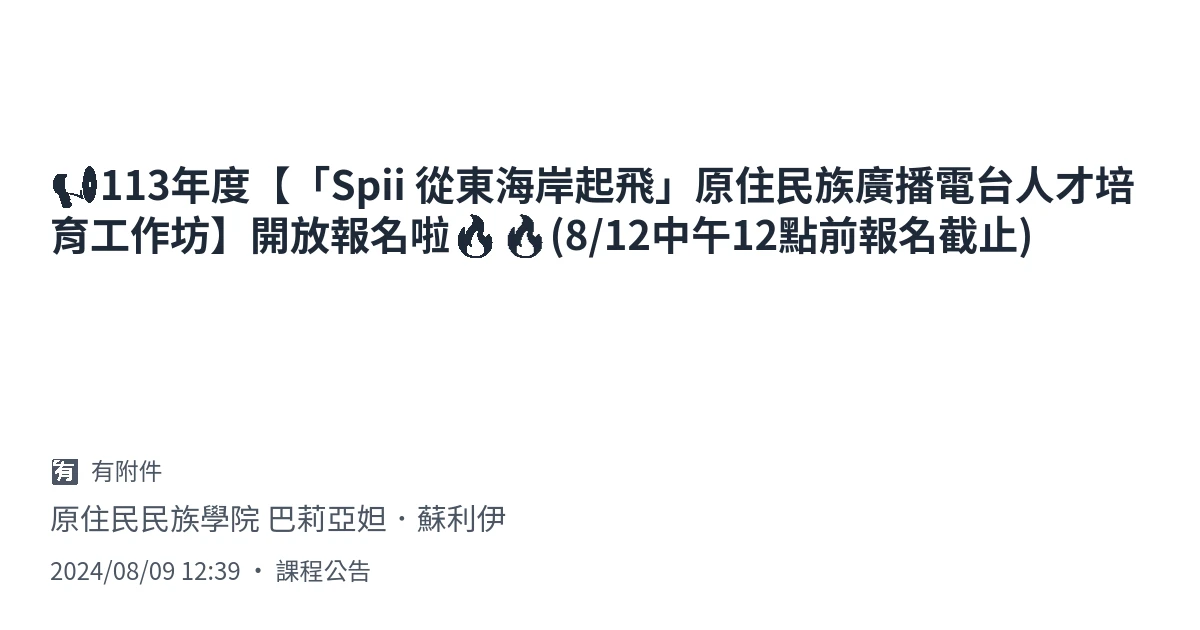 📢113年度【「Spii 從東海岸起飛」原住民族廣播電台人才培
育工作坊】開放報名啦🔥🔥(8/12中午12點前報名截止)
🈶 有附件
原住民民族學院 巴莉亞妲．蘇利伊
2024/08/09 12:39 • 課程公告